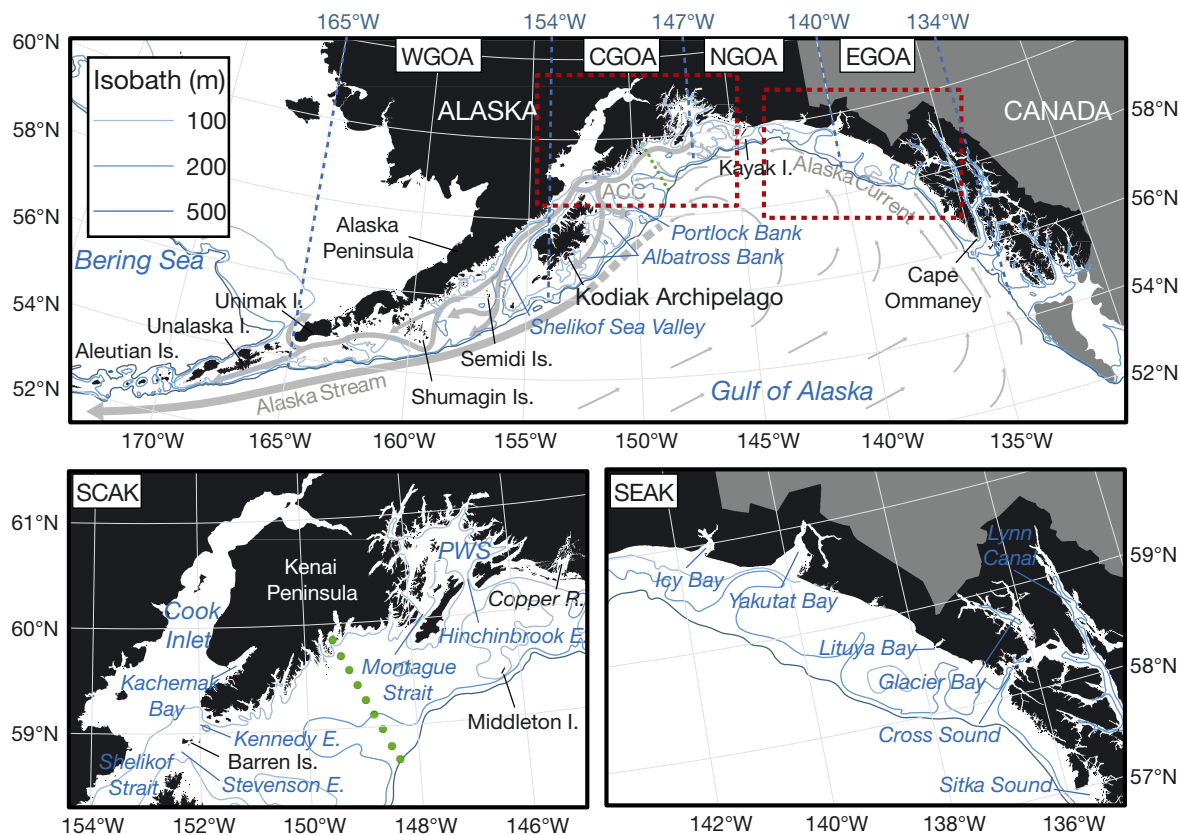 165°W
154°W
147°W
140°W
134°W
60°N
58°N
56°N
54°N
52°N
Isobath (m)
100
200
500
WGOA
CGOA
NGOA
EGOA
ALASKA
CANADA
58°N
56°N
54°N
52°N
Kayak I.
Alaska Current
ACC
Alaska
Peninsula
Portlock Bank
Albatross Bank
Bering Sea
Kodiak Archipelago
Cape
Ommaney
Unimak I.
Unalaska I.
Shelikof Sea Valley
Aleutian Is.
Semidi Is.
Alaska Stream
Shumagin Is.
Gulf of Alaska
170°W
165°W
160°W
155°W
150°W
145°W
140°W
135°W
SCAK
61°N
60°N
59°N
PWS
Kenai
Peninsula
Copper R.
Cook
Inlet
Hinchinbrook E.
Montague
Strait
Kachemak
Bay
Middleton I.
Kennedy E.
Barren Is.
Shelikof
Strait
Stevenson E.
154°W
152°W
150°W
148°W
146°W
SEAK
Lynn
Canal
59°N
58°N
57°N
Icy Bay
Yakutat Bay
Lituya Bay
Glacier Bay
Cross Sound
Sitka Sound
142°W
140°W
138°W
136°W